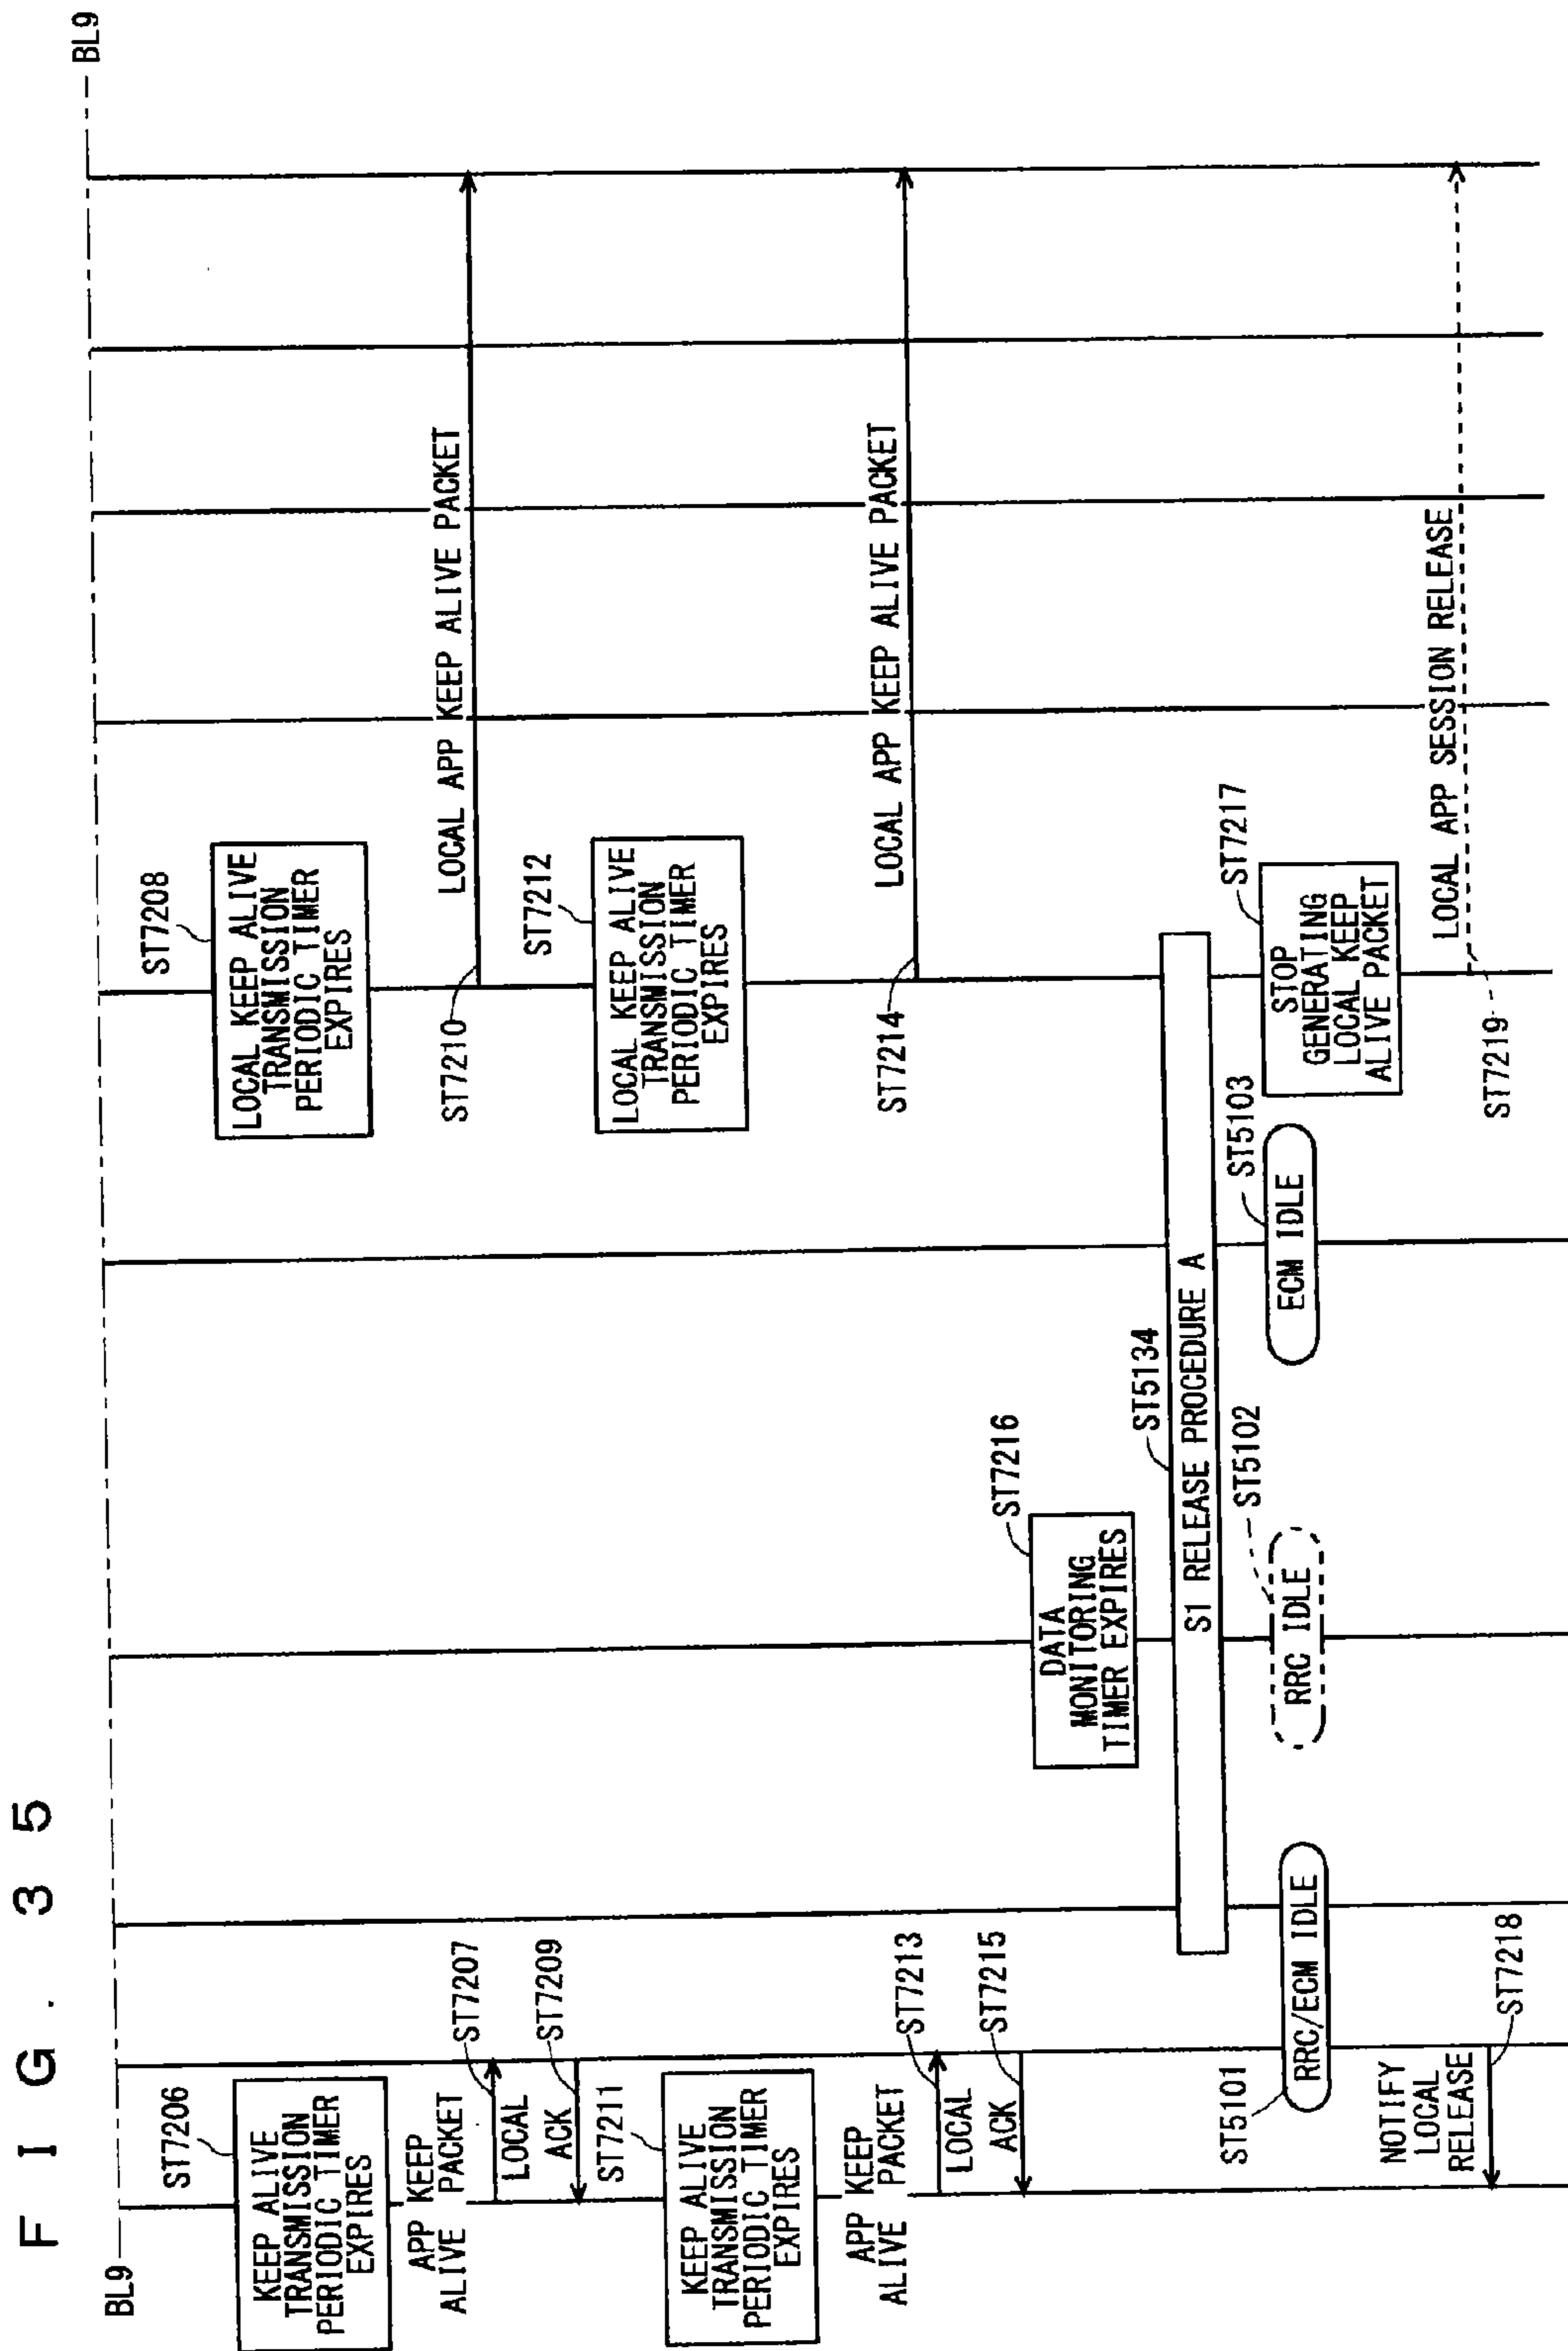 FIG. 35
BL9
BL9
ST7206
KEEP ALIVE
TRANSMISSION
PERIODIC TIMER
EXPIRES
ST7208
LOCAL KEEP ALIVE
TRANSMISSION
PERIODIC TIMER
EXPIRES
APP KEEP
ALIVE PACKET
ST7207
LOCAL
ACK
ST7209
ST7210
LOCAL APP KEEP ALIVE PACKET
ST7211
KEEP ALIVE
TRANSMISSION
PERIODIC TIMER
EXPIRES
ST7212
LOCAL KEEP ALIVE
TRANSMISSION
PERIODIC TIMER
EXPIRES
APP KEEP
ALIVE PACKET
ST7213
LOCAL
ACK
ST7215
ST7214
LOCAL APP KEEP ALIVE PACKET
ST7216
DATA
MONITORING
TIMER EXPIRES
ST5134
S1 RELEASE PROCEDURE A
ST5101
RRC/ECM IDLE
ST5102
RRC IDLE
ST5103
ECM IDLE
ST7217
STOP
GENERATING
LOCAL KEEP
ALIVE PACKET
NOTIFY
LOCAL
RELEASE
ST7218
ST7219
LOCAL APP SESSION RELEASE